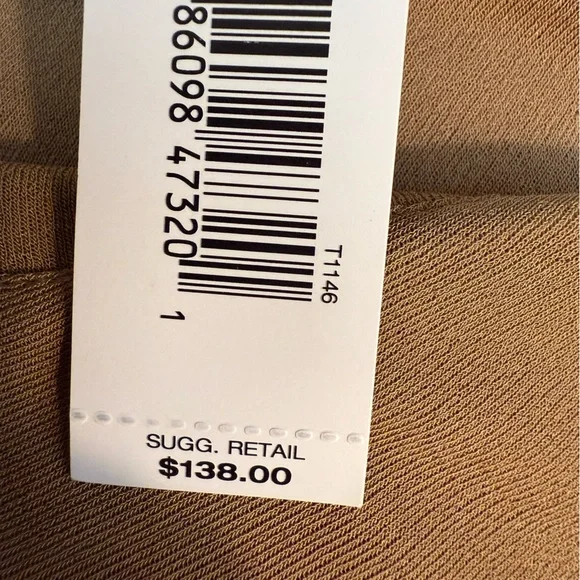 86098 47320 1
T1146
SUGG. RETAIL
$138.00